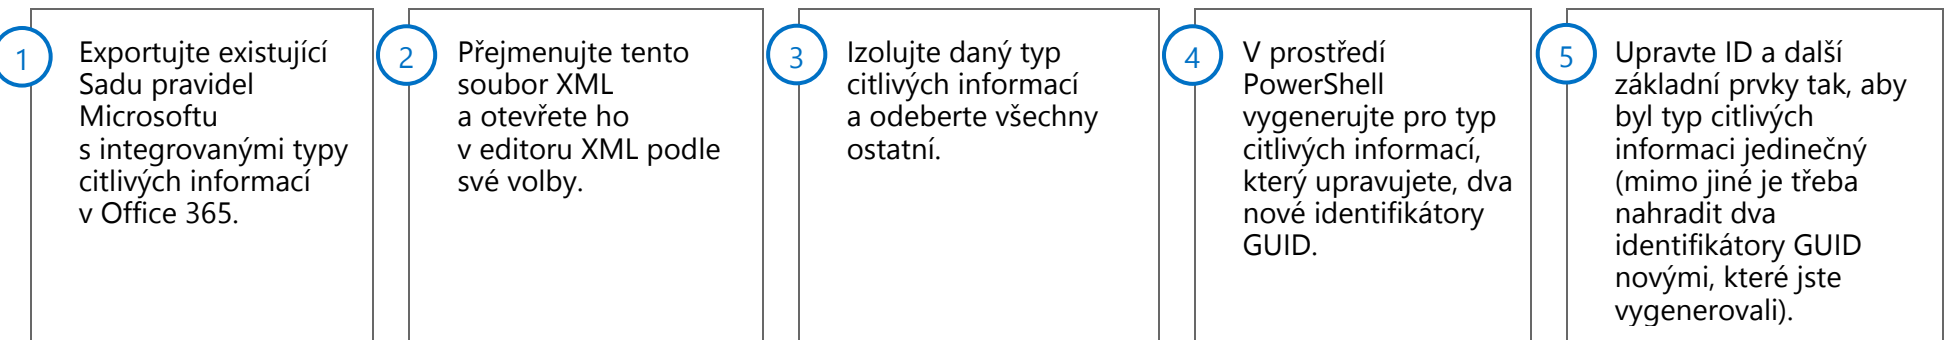 1
Exportujte existující
Sadu pravidel
Microsoftu
s integrovanými typy
citlivých informací
v Office 365.
2
Přejmenujte tento
soubor XML
a otevřete ho
v editoru XML podle
své volby.
3
Izolujte daný typ
citlivých informací
a odeberte všechny
ostatní.
4
V prostředí
PowerShell
vygenerujte pro typ
citlivých informací,
který upravujete, dva
nové identifikátory
GUID.
5
Upravte ID a další
základní prvky tak, aby
byl typ citlivých
informaci jedinečný
(mimo jiné je třeba
nahradit dva
identifikátory GUID
novými, které jste
vygenerovali).